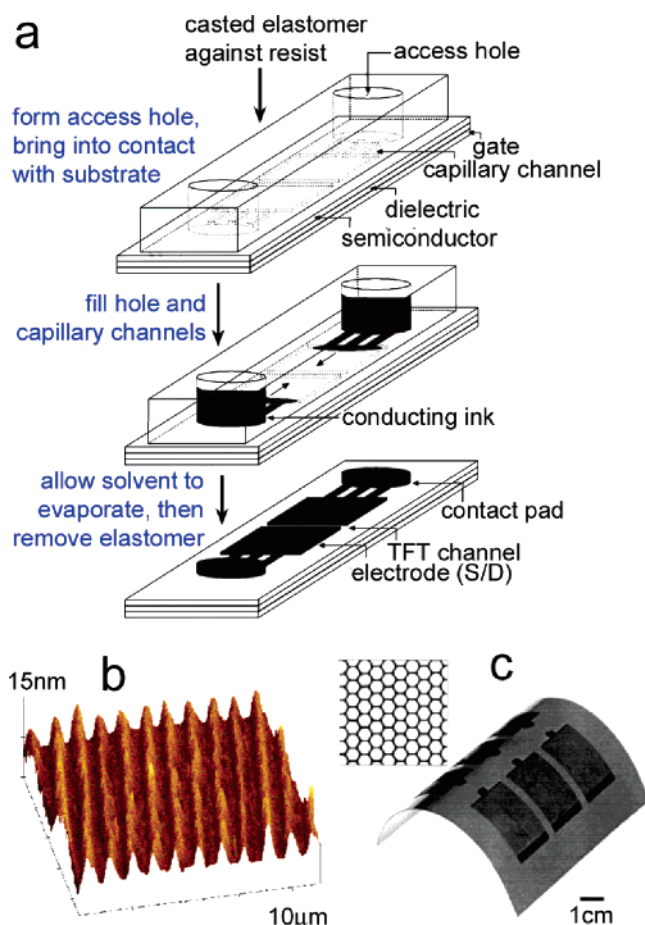 a
casted elastomer
against resist
access hole
form access hole,
bring into contact
with substrate
gate
capillary channel
dielectric
semiconductor
fill hole and
capillary channels
conducting ink
allow solvent to
evaporate, then
remove elastomer
contact pad
TFT channel
electrode (S/D)
b
15nm
10μm
c
1cm